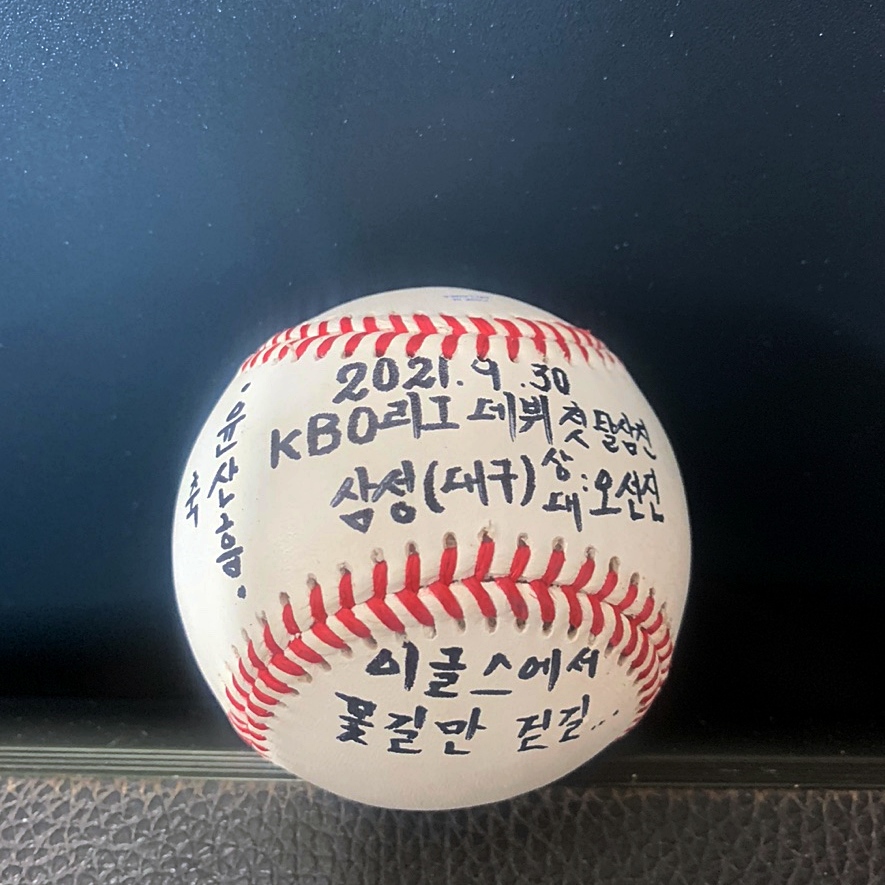 2021.9.30
KBO리그 데뷔 첫 탈삼진
삼성(대구) 상대:오선진
·윤산흠·
이글스에서
꽃길만 걷길...